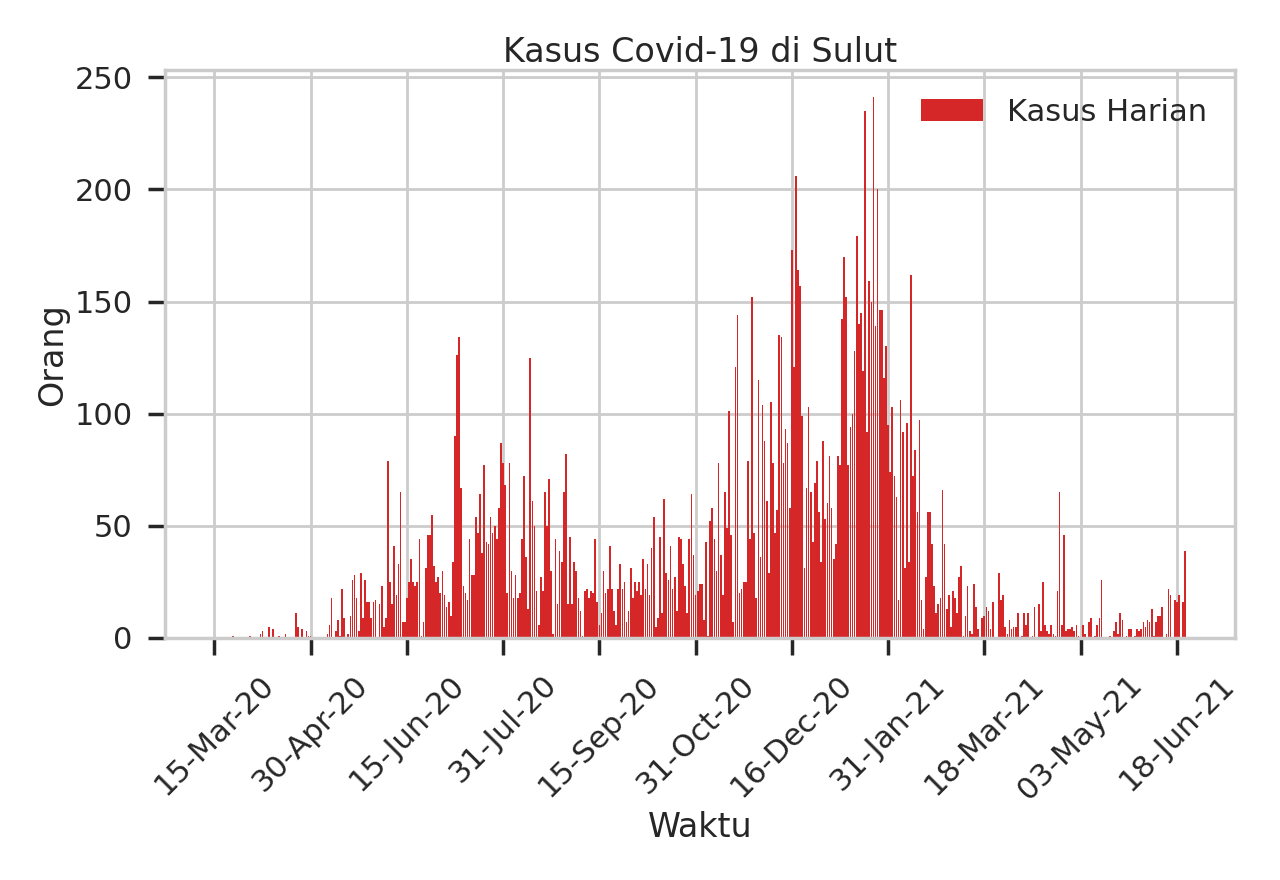 Kasus Covid-19 di Sulut
Kasus Harian
Orang
250
200
150
100
50
0
15-Mar-20
30-Apr-20
15-Jun-20
31-Jul-20
15-Sep-20
31-Oct-20
16-Dec-20
31-Jan-21
18-Mar-21
03-May-21
18-Jun-21
Waktu